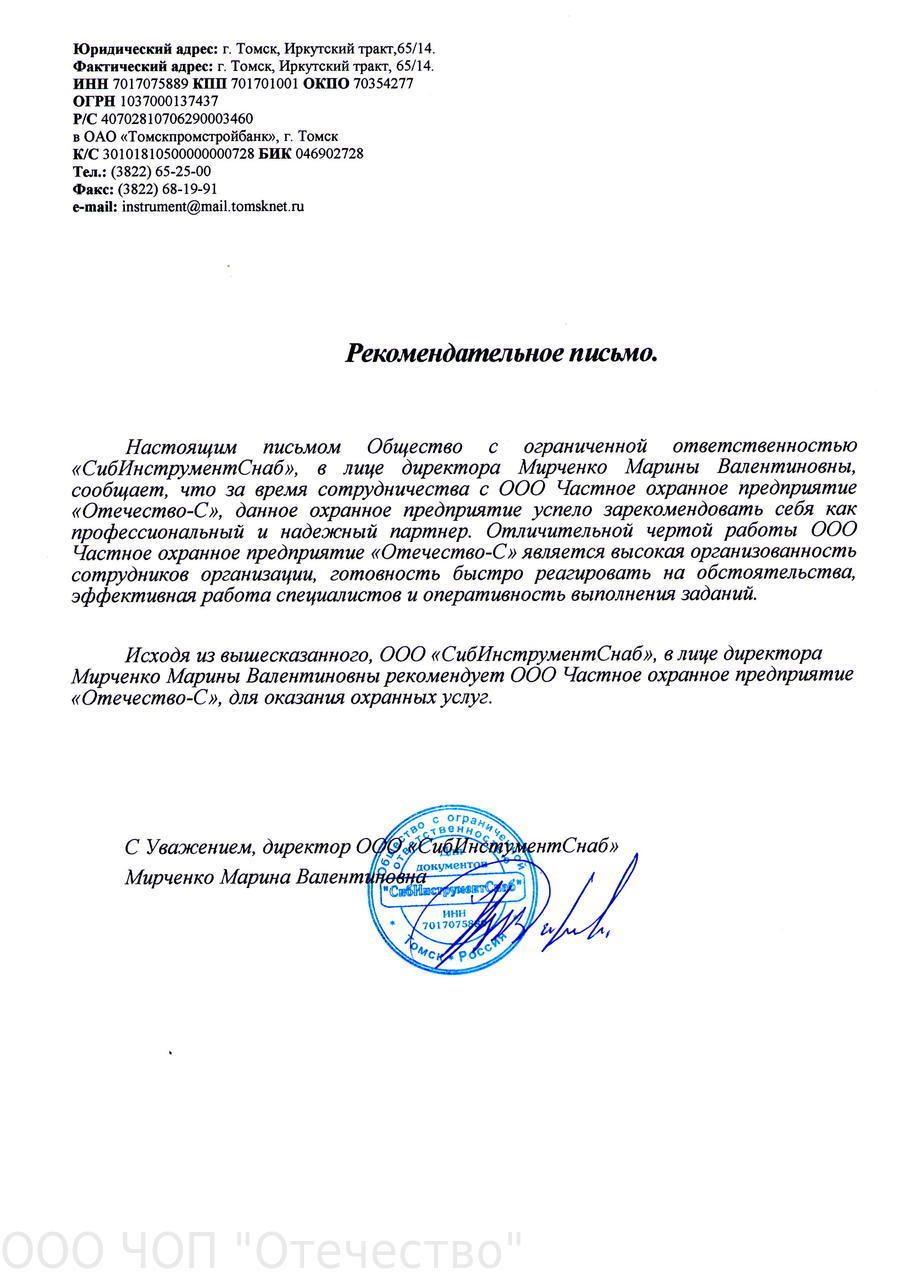 Юридический адрес: г. Томск, Иркутский тракт,65/14.
Фактический адрес: г. Томск, Иркутский тракт, 65/14.
ИНН 7017075889 КПП 701701001 ОКПО 70354277
ОГРН 1037000137437
Р/С 40702810706290003460
в ОАО «Томскпромстройбанк», г. Томск
К/С 30101810500000000728 БИК 046902728
Тел.: (3822) 65-25-00
Факс: (3822) 68-19-91
e-mail: instrument@mail.tomsknet.ru
Рекомендательное письмо.
Настоящим письмом Общество с ограниченной ответственностью
«СибИнструментСнаб», в лице директора Мирченко Марины Валентиновны,
сообщает, что за время сотрудничества с ООО Частное охранное предприятие
«Отечество-С», данное охранное предприятие успело зарекомендовать себя как
профессиональный и надежный партнер. Отличительной чертой работы ООО
Частное охранное предприятие «Отечество-С» является высокая организованность
сотрудников организации, готовность быстро реагировать на обстоятельства,
эффективная работа специалистов и оперативность выполнения заданий.
Исходя из вышесказанного, ООО «СибИнструментСнаб», в лице директора
Мирченко Марины Валентиновны рекомендует ООО Частное охранное предприятие
«Отечество-С», для оказания охранных услуг.
С Уважением, директор ООО «СибИнстументСнаб»
Мирченко Марина Валентиновна
Общество с ограниченной
ответственностью
Для
документов
"СибИнструментСнаб"
ИНН
Томск * Россия
ООО ЧОП "Отечество"